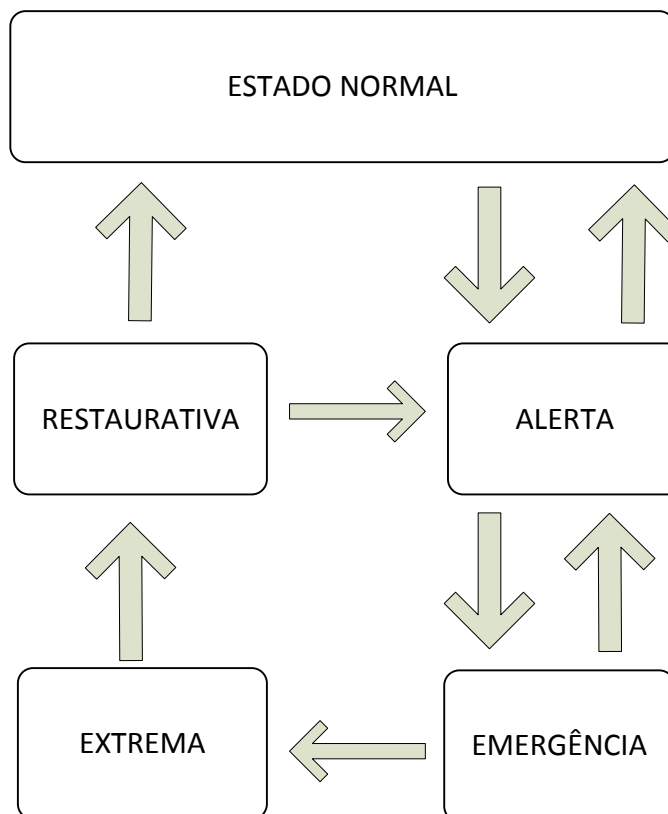 ESTADO NORMAL
RESTAURATIVA
ALERTA
EXTREMA
EMERGÊNCIA